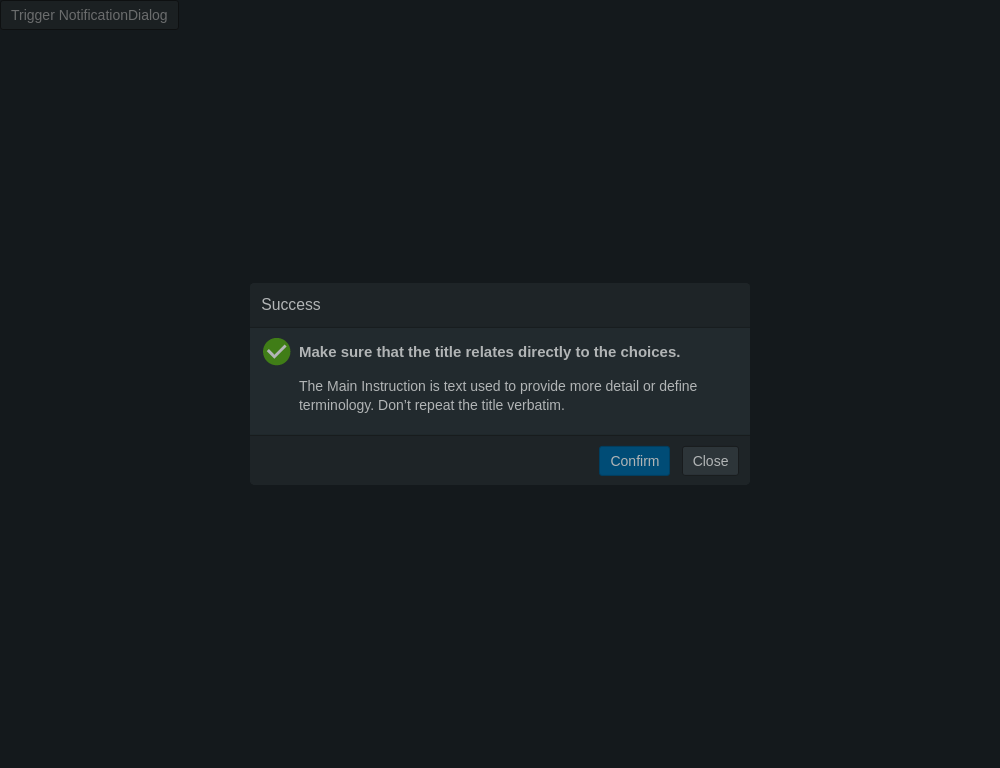 Trigger NotificationDialog
Success
Make sure that the title relates directly to the choices.
The Main Instruction is text used to provide more detail or define
terminology. Don’t repeat the title verbatim.
Confirm Close